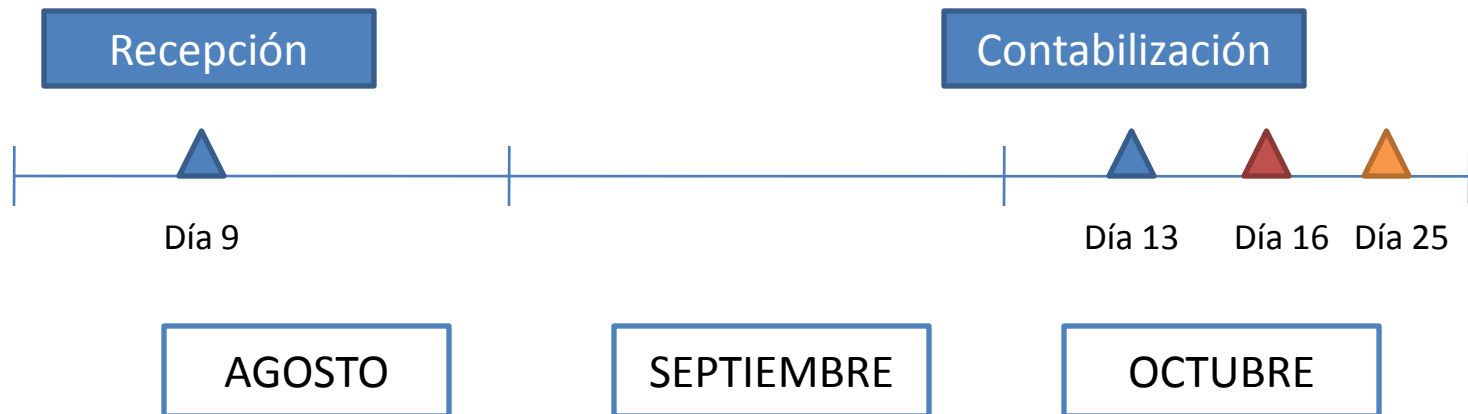 Recepción
Contabilización
Día 9
Día 13
Día 16
Día 25
AGOSTO
SEPTIEMBRE
OCTUBRE